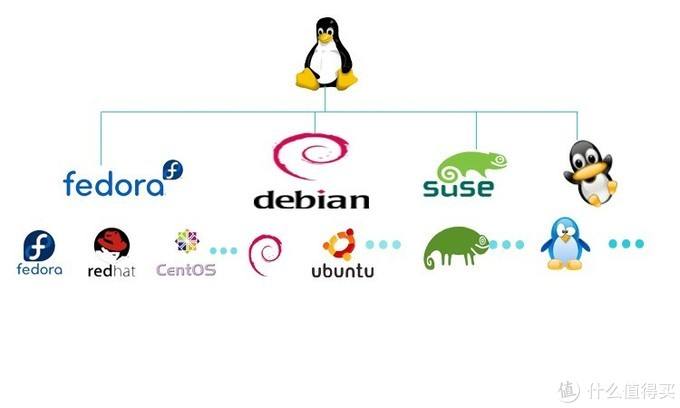 fedora
debian
suse
fedora
redhat
CentOS
ubuntu
值 什么值得买